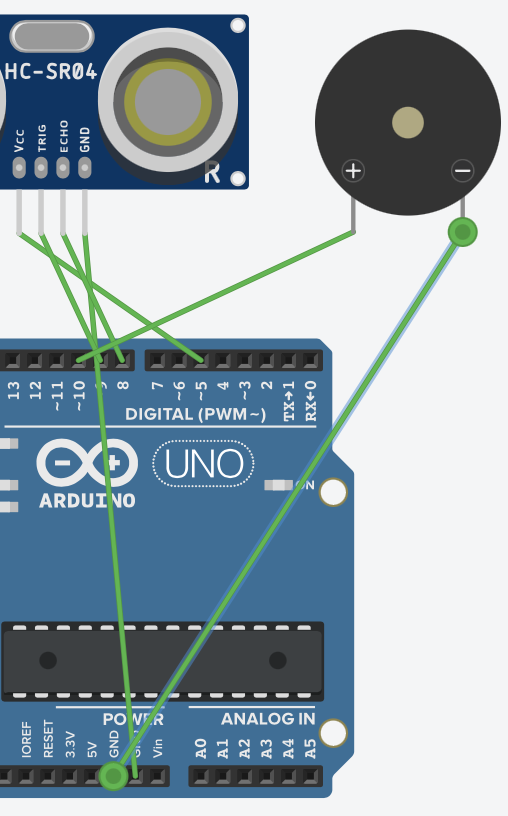 HC-SR04
VCC
TRIG
ECHO
GND
R
+
−
13
12
~11
~10
9
8
7
~6
~5
4
~3
2
TX→1
RX←0
DIGITAL (PWM~)
UNO
ARDUINO
ON
POWER
ANALOG IN
IOREF
RESET
3.3V
5V
GND
Vin
A0
A1
A2
A3
A4
A5